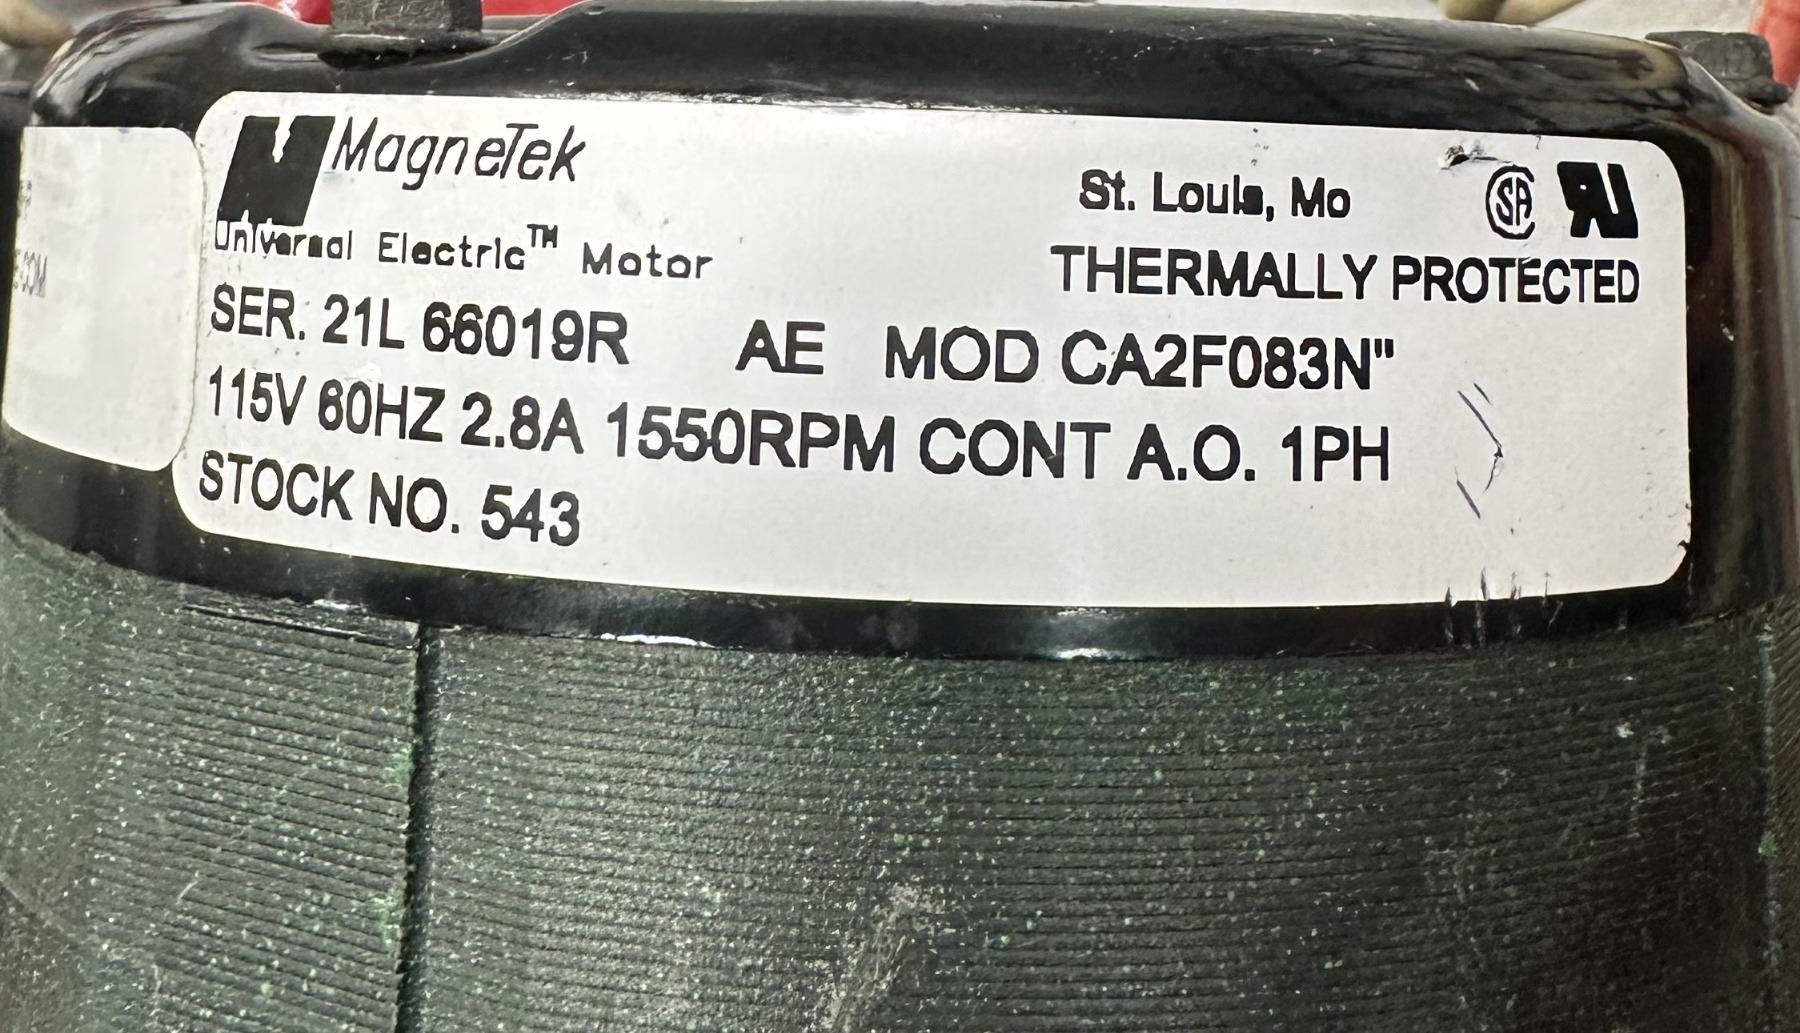 MagneTek
St. Louis, Mo
Universal Electric™ Motor
THERMALLY PROTECTED
SER. 21L 66019R AE MOD CA2F083N"
115V 60HZ 2.8A 1550RPM CONT A.O. 1PH
STOCK NO. 543